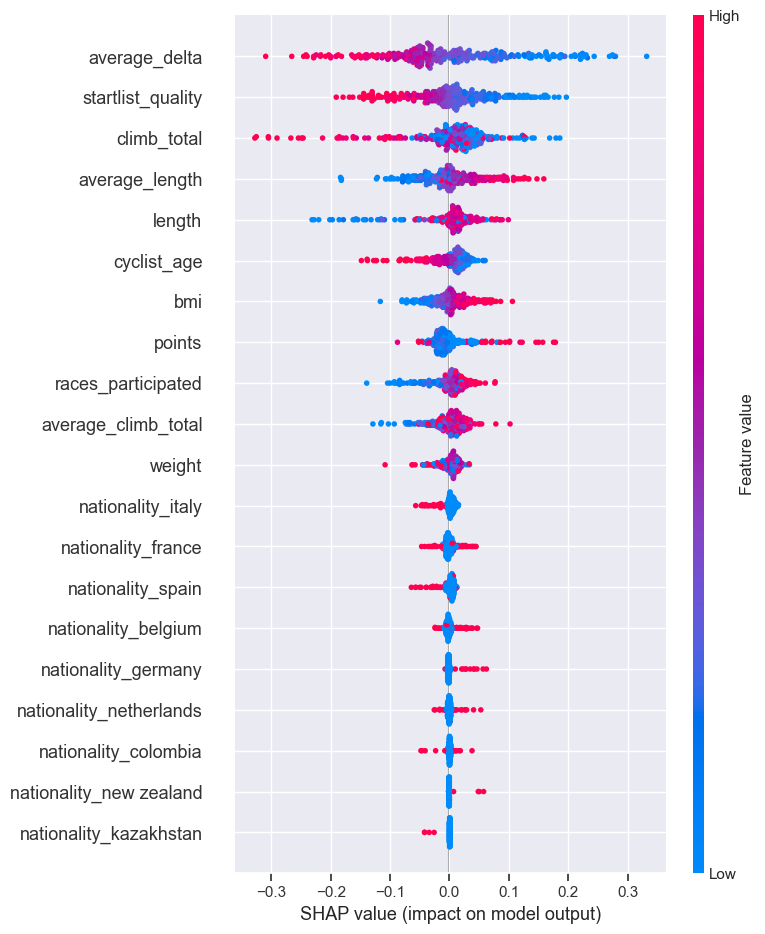 High
average_delta
startlist_quality
climb_total
average_length
length
cyclist_age
bmi
points
races_participated
average_climb_total
weight
nationality_italy
nationality_france
nationality_spain
nationality_belgium
nationality_germany
nationality_netherlands
nationality_colombia
nationality_new zealand
nationality_kazakhstan
Feature value
Low
−0.3 −0.2 −0.1 0.0 0.1 0.2 0.3
SHAP value (impact on model output)